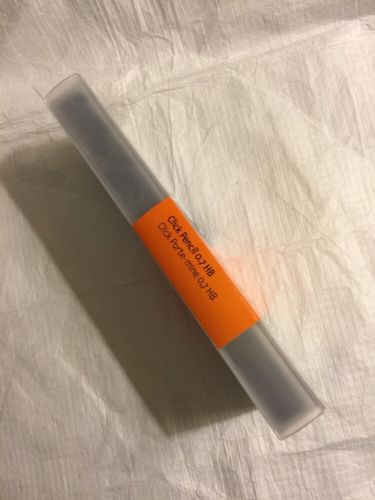 Click Pencil 0.7 HB
Click Porte-mine 0.7 HB